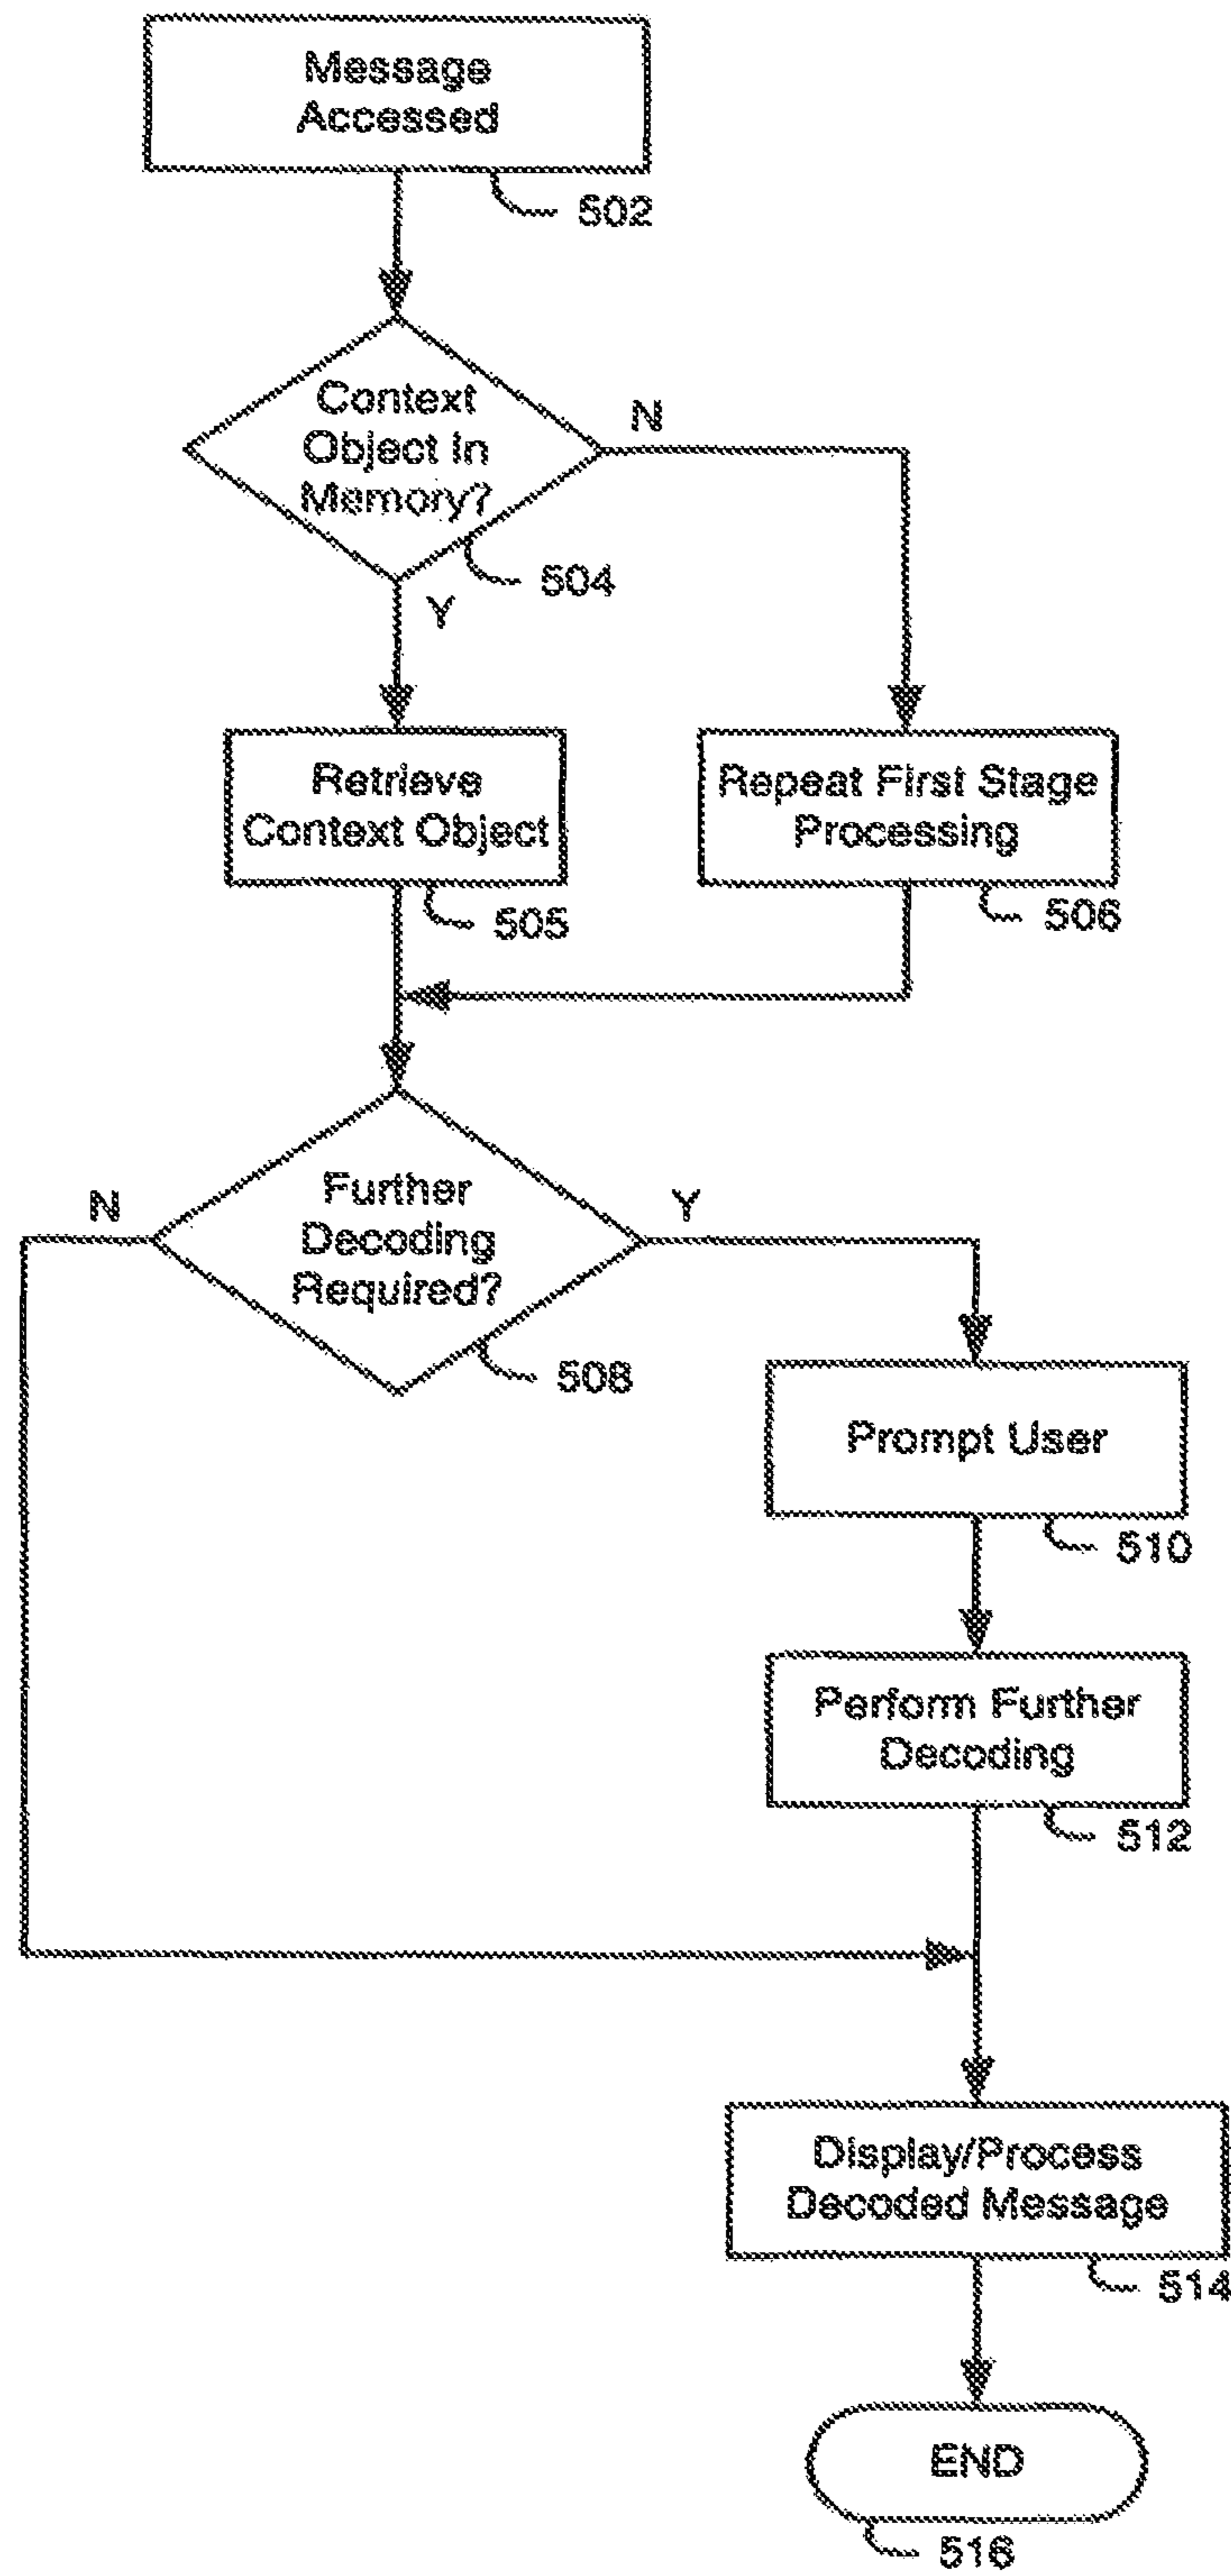 Message
Accessed
502
Context
Object In
Memory?
N
504
Y
Retrieve
Context Object
505
Repeat First Stage
Processing
506
Further
Decoding
Required?
N
Y
508
Prompt User
510
Perform Further
Decoding
512
Display/Process
Decoded Message
514
END
516